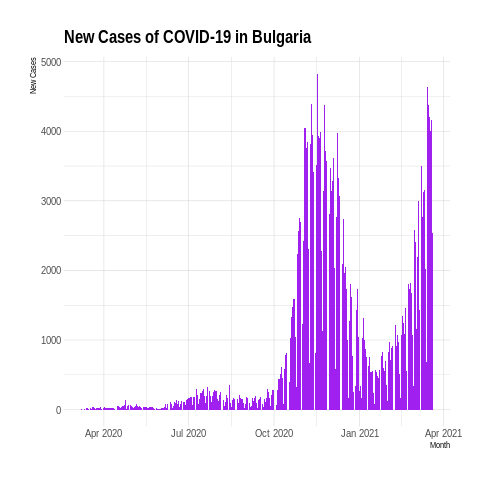 New Cases of COVID-19 in Bulgaria
New Cases
5000
4000
3000
2000
1000
0
Apr 2020
Jul 2020
Oct 2020
Jan 2021
Apr 2021
Month